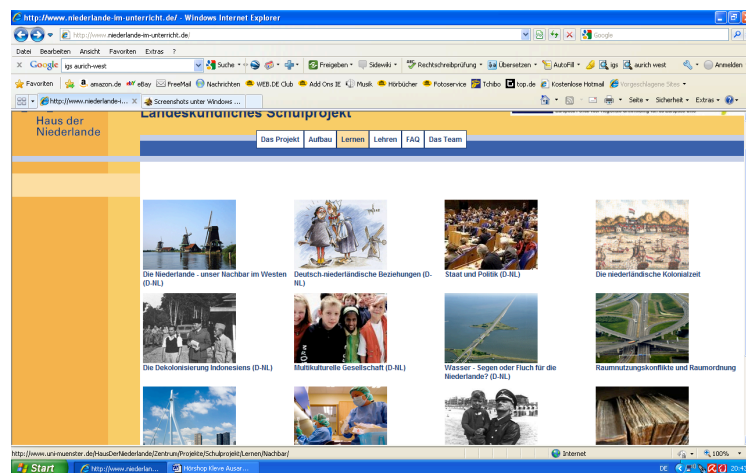 http://www.niederlande-im-unterricht.de/ - Windows Internet Explorer
http://www.niederlande-im-unterricht.de/
Google
Datei Bearbeiten Ansicht Favoriten Extras ?
x Google igs aurich-west Suche Freigeben Sidewiki Rechtschreibprüfung Übersetzen AutoFill igs aurich west Anmelden
Favoriten amazon.de eBay FreeMail Nachrichten WEB.DE Club Add Ons IE Musik Hörbücher Fotoservice Tchibo top.de Kostenlose Hotmail Vorgeschlagene Sites
http://www.niederlande-i... Screenshots unter Windows ... Seite Sicherheit Extras
Haus der
Niederlande
Landeskundliches Schulprojekt
Das Projekt Aufbau Lernen Lehren FAQ Das Team
Die Niederlande - unser Nachbar im Westen
(D-NL)
Deutsch-niederländische Beziehungen (D-
NL)
Staat und Politik (D-NL)
Die niederländische Kolonialzeit
Die Dekolonisierung Indonesiens (D-NL)
Multikulturelle Gesellschaft (D-NL)
Wasser - Segen oder Fluch für die
Niederlande? (D-NL)
Raumnutzungskonflikte und Raumordnung
http://www.uni-muenster.de/HausDerNiederlande/Zentrum/Projekte/Schulprojekt/Lernen/Nachbar/
Internet
100%
Start
http://www.niederlan...
Hörshop Kleve Ausar...
DE